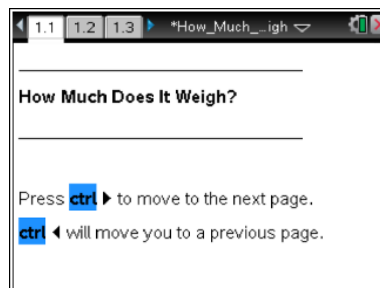 1.1 1.2 1.3 *How_Much_...igh
How Much Does It Weigh?
Press ctrl ▶ to move to the next page.
ctrl ◀ will move you to a previous page.